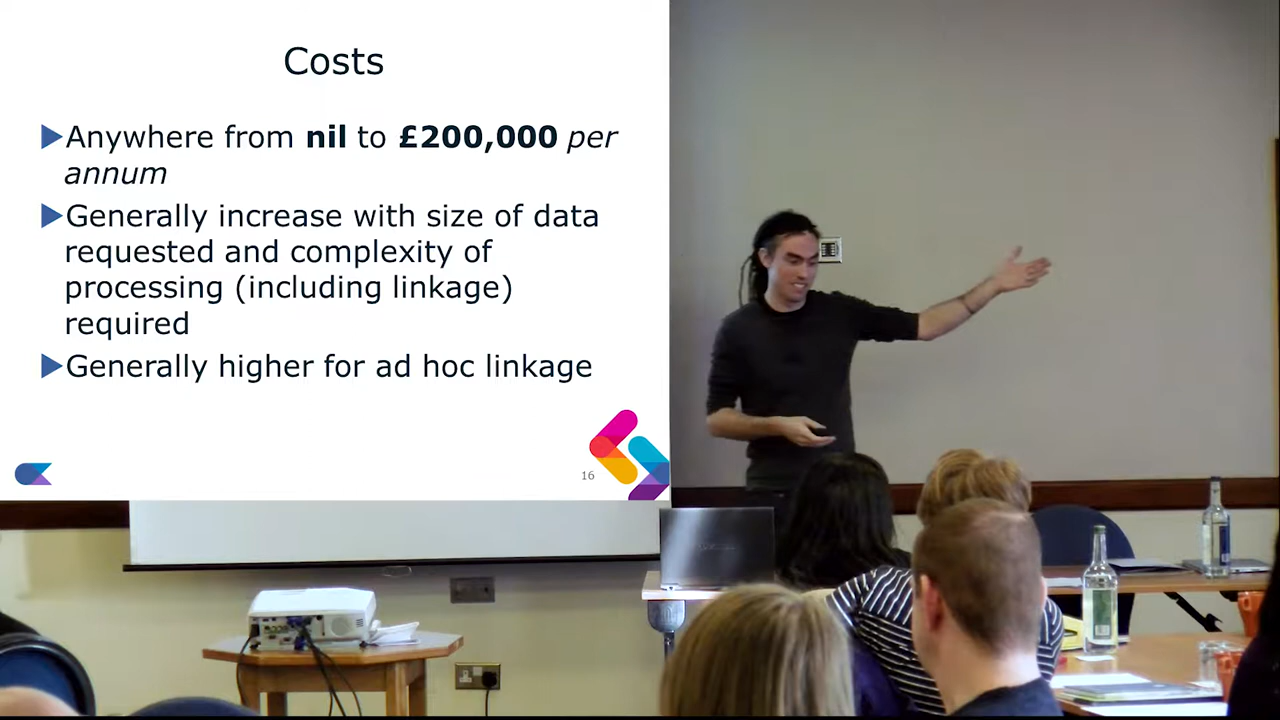 Costs
Anywhere from nil to £200,000 per
annum
Generally increase with size of data
requested and complexity of
processing (including linkage)
required
Generally higher for ad hoc linkage
16